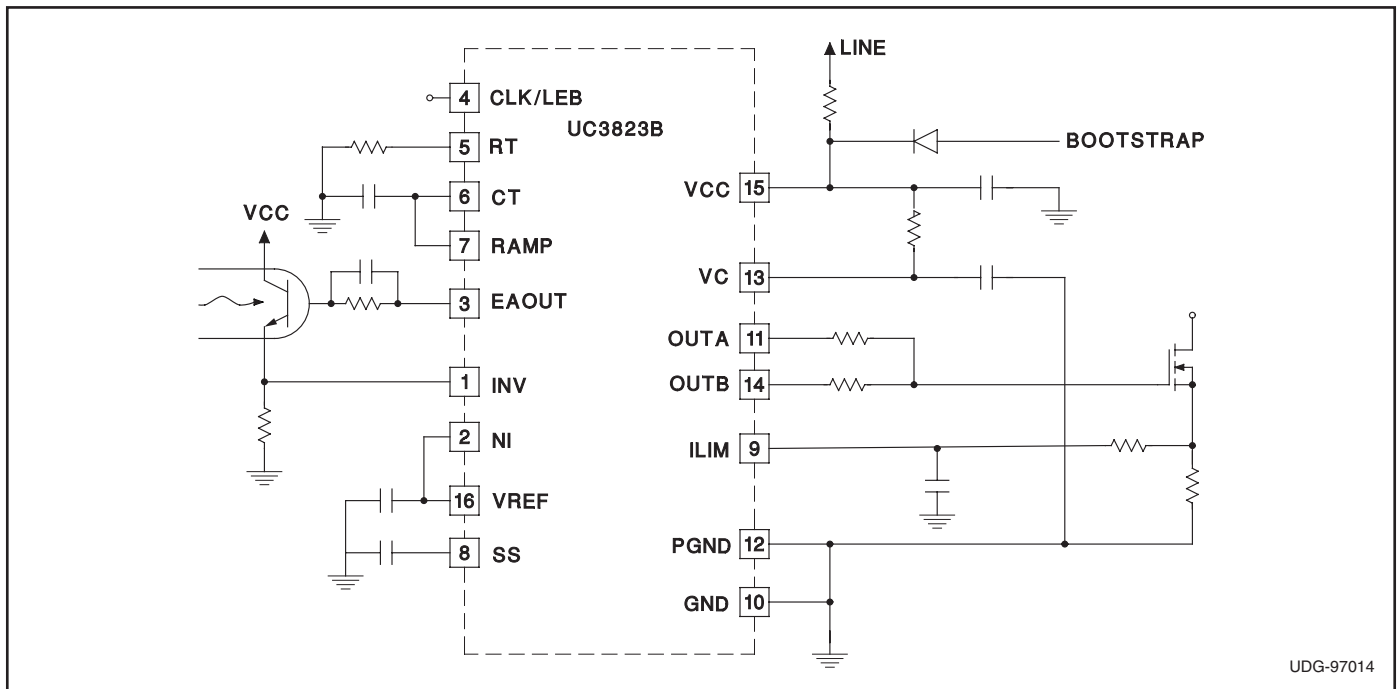 LINE
4 CLK/LEB
UC3823B
5 RT
BOOTSTRAP
VCC 15
6 CT
VCC
7 RAMP
VC 13
3 EAOUT
OUTA 11
1 INV
OUTB 14
2 NI
ILIM 9
16 VREF
PGND 12
8 SS
GND 10
UDG-97014